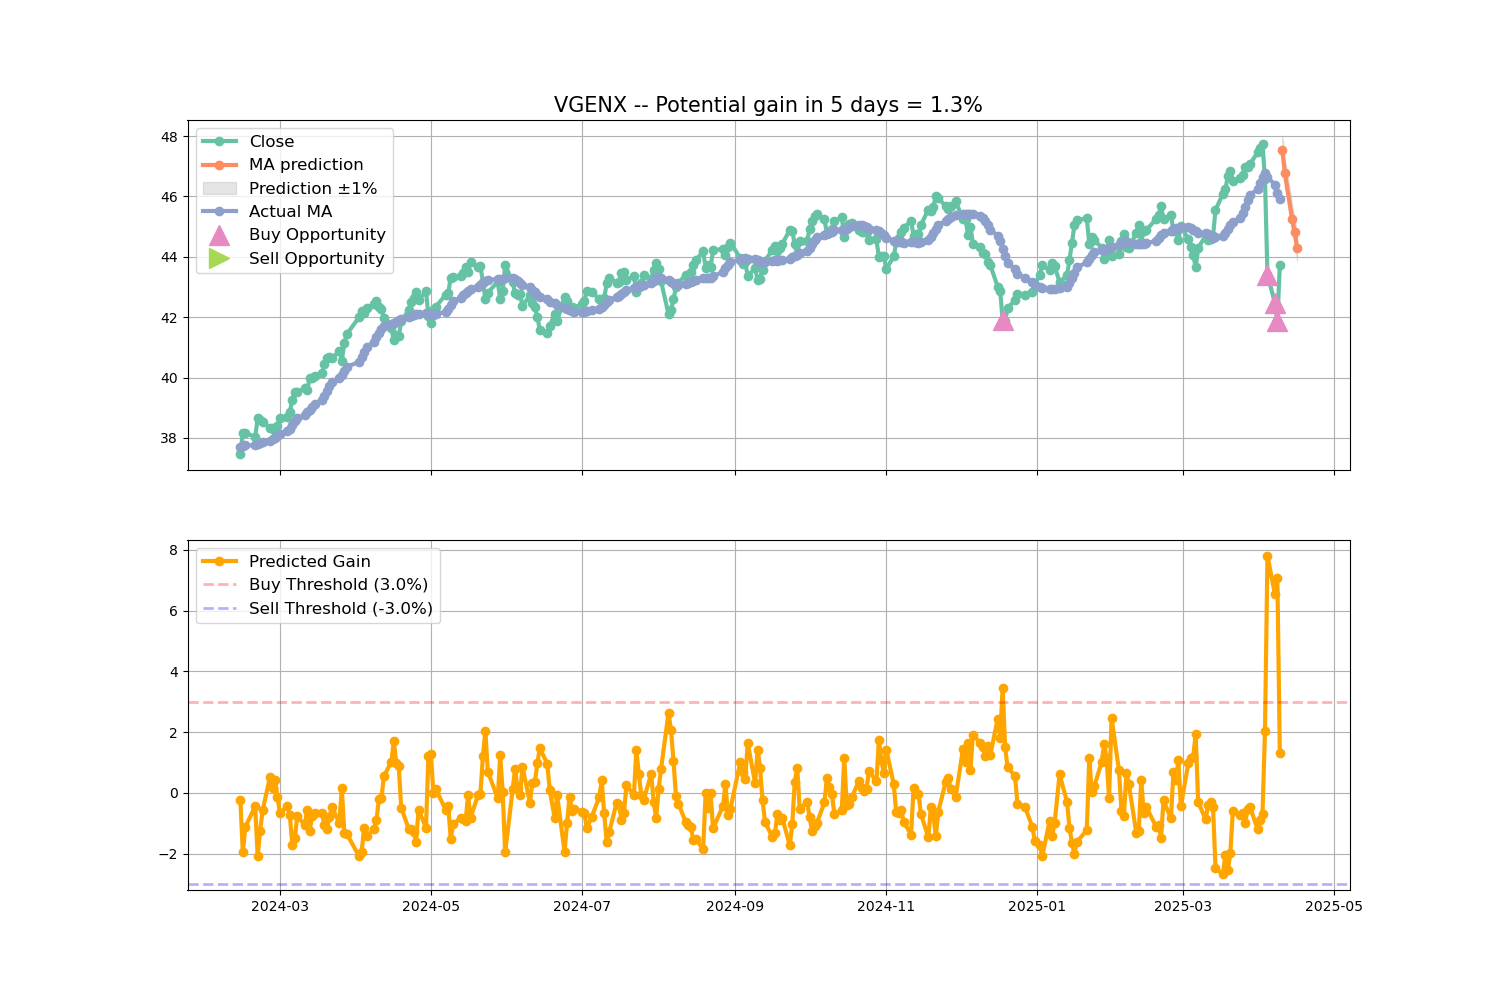 VGENX -- Potential gain in 5 days = 1.3%
48
46
44
42
40
38
Close
MA prediction
Prediction ±1%
Actual MA
Buy Opportunity
Sell Opportunity
8
6
4
2
0
−2
Predicted Gain
Buy Threshold (3.0%)
Sell Threshold (-3.0%)
2024-03 2024-05 2024-07 2024-09 2024-11 2025-01 2025-03 2025-05